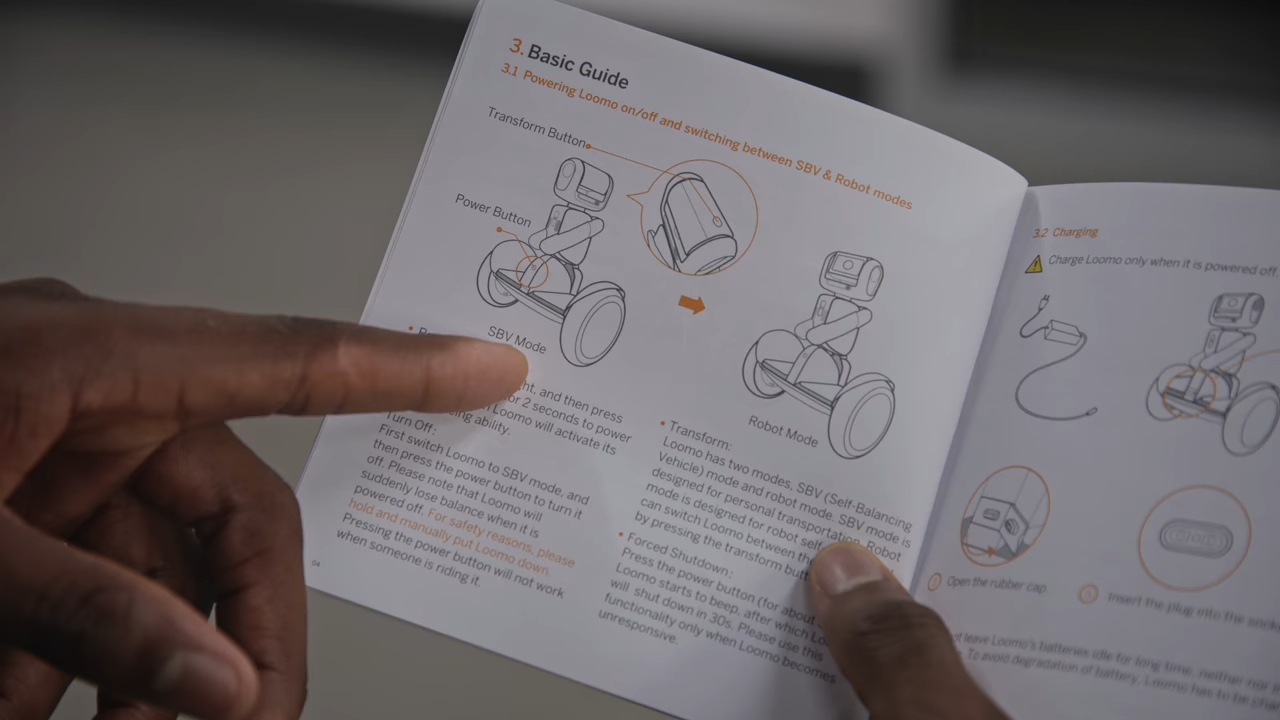 3. Basic Guide
3.1 Powering Loomo on/off and switching between SBV & Robot modes
Transform Button
Power Button
SBV Mode
Robot Mode
and then press
2 seconds to power
Loomo will activate its
ability.
Turn Off:
First switch Loomo to SBV mode, and
then press the power button to turn it
off. Please note that Loomo will
suddenly lose balance when it is
powered off. For safety reasons, please
hold and manually put Loomo down.
Pressing the power button will not work
when someone is riding it.
04
• Transform:
Loomo has two modes, SBV (Self-Balancing
Vehicle) mode and robot mode. SBV mode is
designed for personal transportation. Robot
mode is designed for robot
can switch Loomo between
by pressing the transform
• Forced Shutdown:
Press the power button (for about
Loomo starts to beep, after which
will shut down in 30s. Please use this
functionality only when Loomo becomes
unresponsive.
3.2 Charging
Charge Loomo only when it is powered off.
Open the rubber cap
Insert the plug into the
leave Loomo's batteries idle for long time, neither nor
To avoid degradation of battery, Loomo has to be